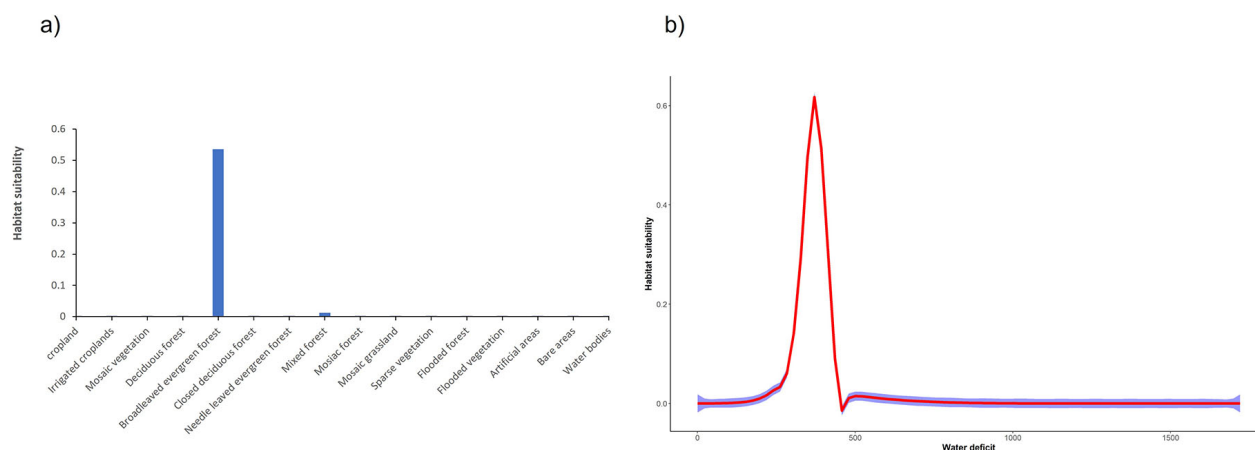 a)
Habitat suitability
0.6
0.5
0.4
0.3
0.2
0.1
0
cropland
Irrigated croplands
Mosaic vegetation
Deciduous forest
Broadleaved evergreen forest
Closed deciduous forest
Needle leaved evergreen forest
Mixed forest
Mosiac forest
Mosaic grassland
Sparse vegetation
Flooded forest
Flooded vegetation
Artificial areas
Bare areas
Water bodies
b)
Habitat suitability
0.6
0.4
0.2
0.0
0
500
1000
1500
Water deficit